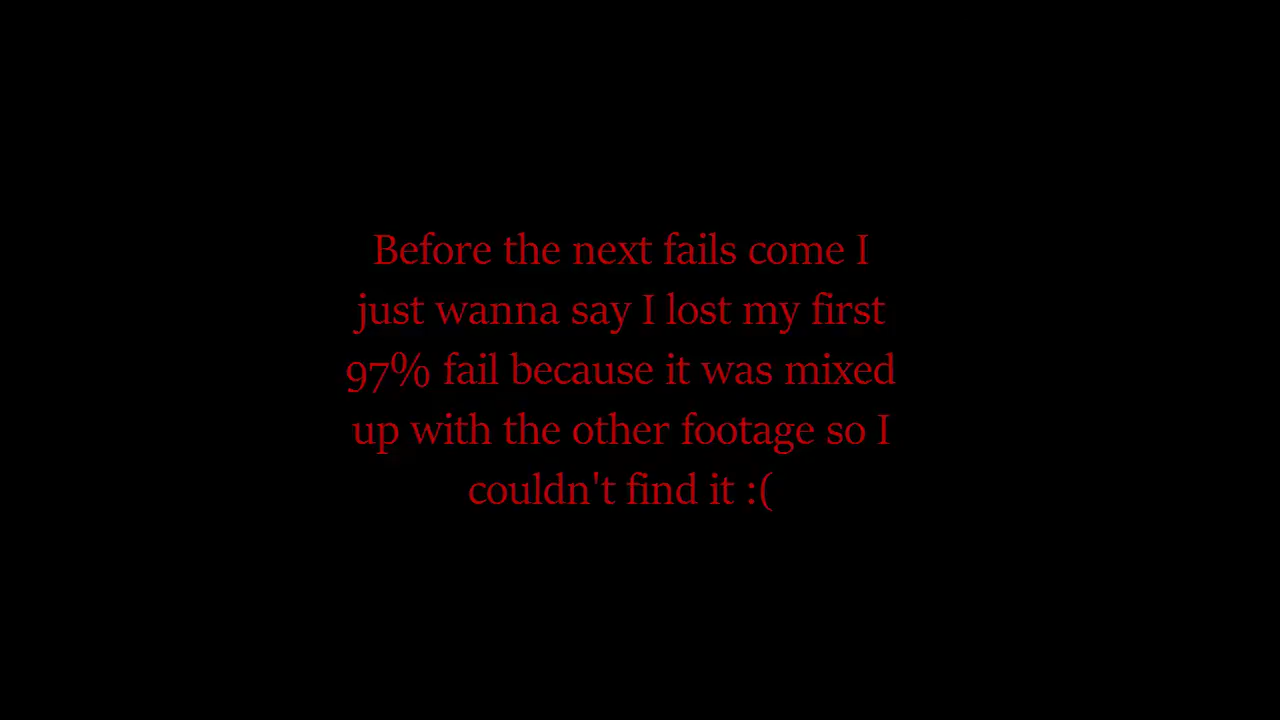 Before the next fails come I
just wanna say I lost my first
97% fail because it was mixed
up with the other footage so I
couldn't find it :(